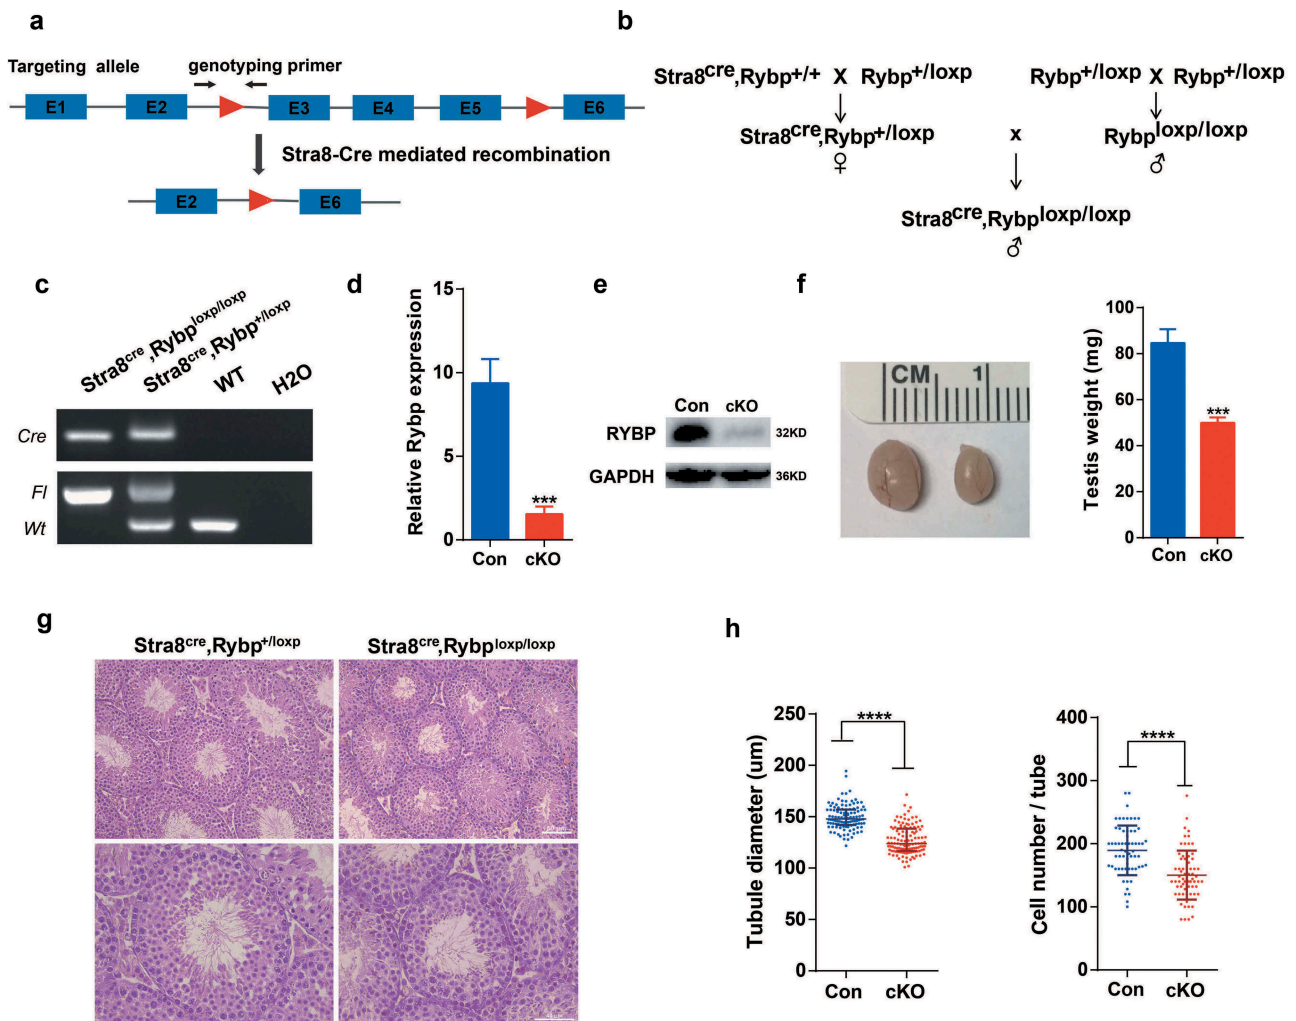 a
Targeting allele
genotyping primer
E1 E2 E3 E4 E5 E6
Stra8-Cre mediated recombination
E2 E6
b
Stra8cre,Rybp+/+ X Rybp+/loxp
Rybp+/loxp X Rybp+/loxp
Stra8cre,Rybp+/loxp x Rybploxp/loxp
♀ ♂
Stra8cre,Rybploxp/loxp
♂
c
Stra8cre,Rybploxp/loxp
Stra8cre,Rybp+/loxp
WT
H2O
Cre
Fl
Wt
d
Relative Rybp expression
15
10
5
0
***
Con cKO
e
Con cKO
RYBP 32KD
GAPDH 36KD
f
CM 1
Testis weight (mg)
100
80
60
40
20
0
***
Con cKO
g
Stra8cre,Rybp+/loxp Stra8cre,Rybploxp/loxp
h
Tubule diameter (um)
250
200
150
100
50
0
****
Con cKO
Cell number / tube
400
300
200
100
0
****
Con cKO